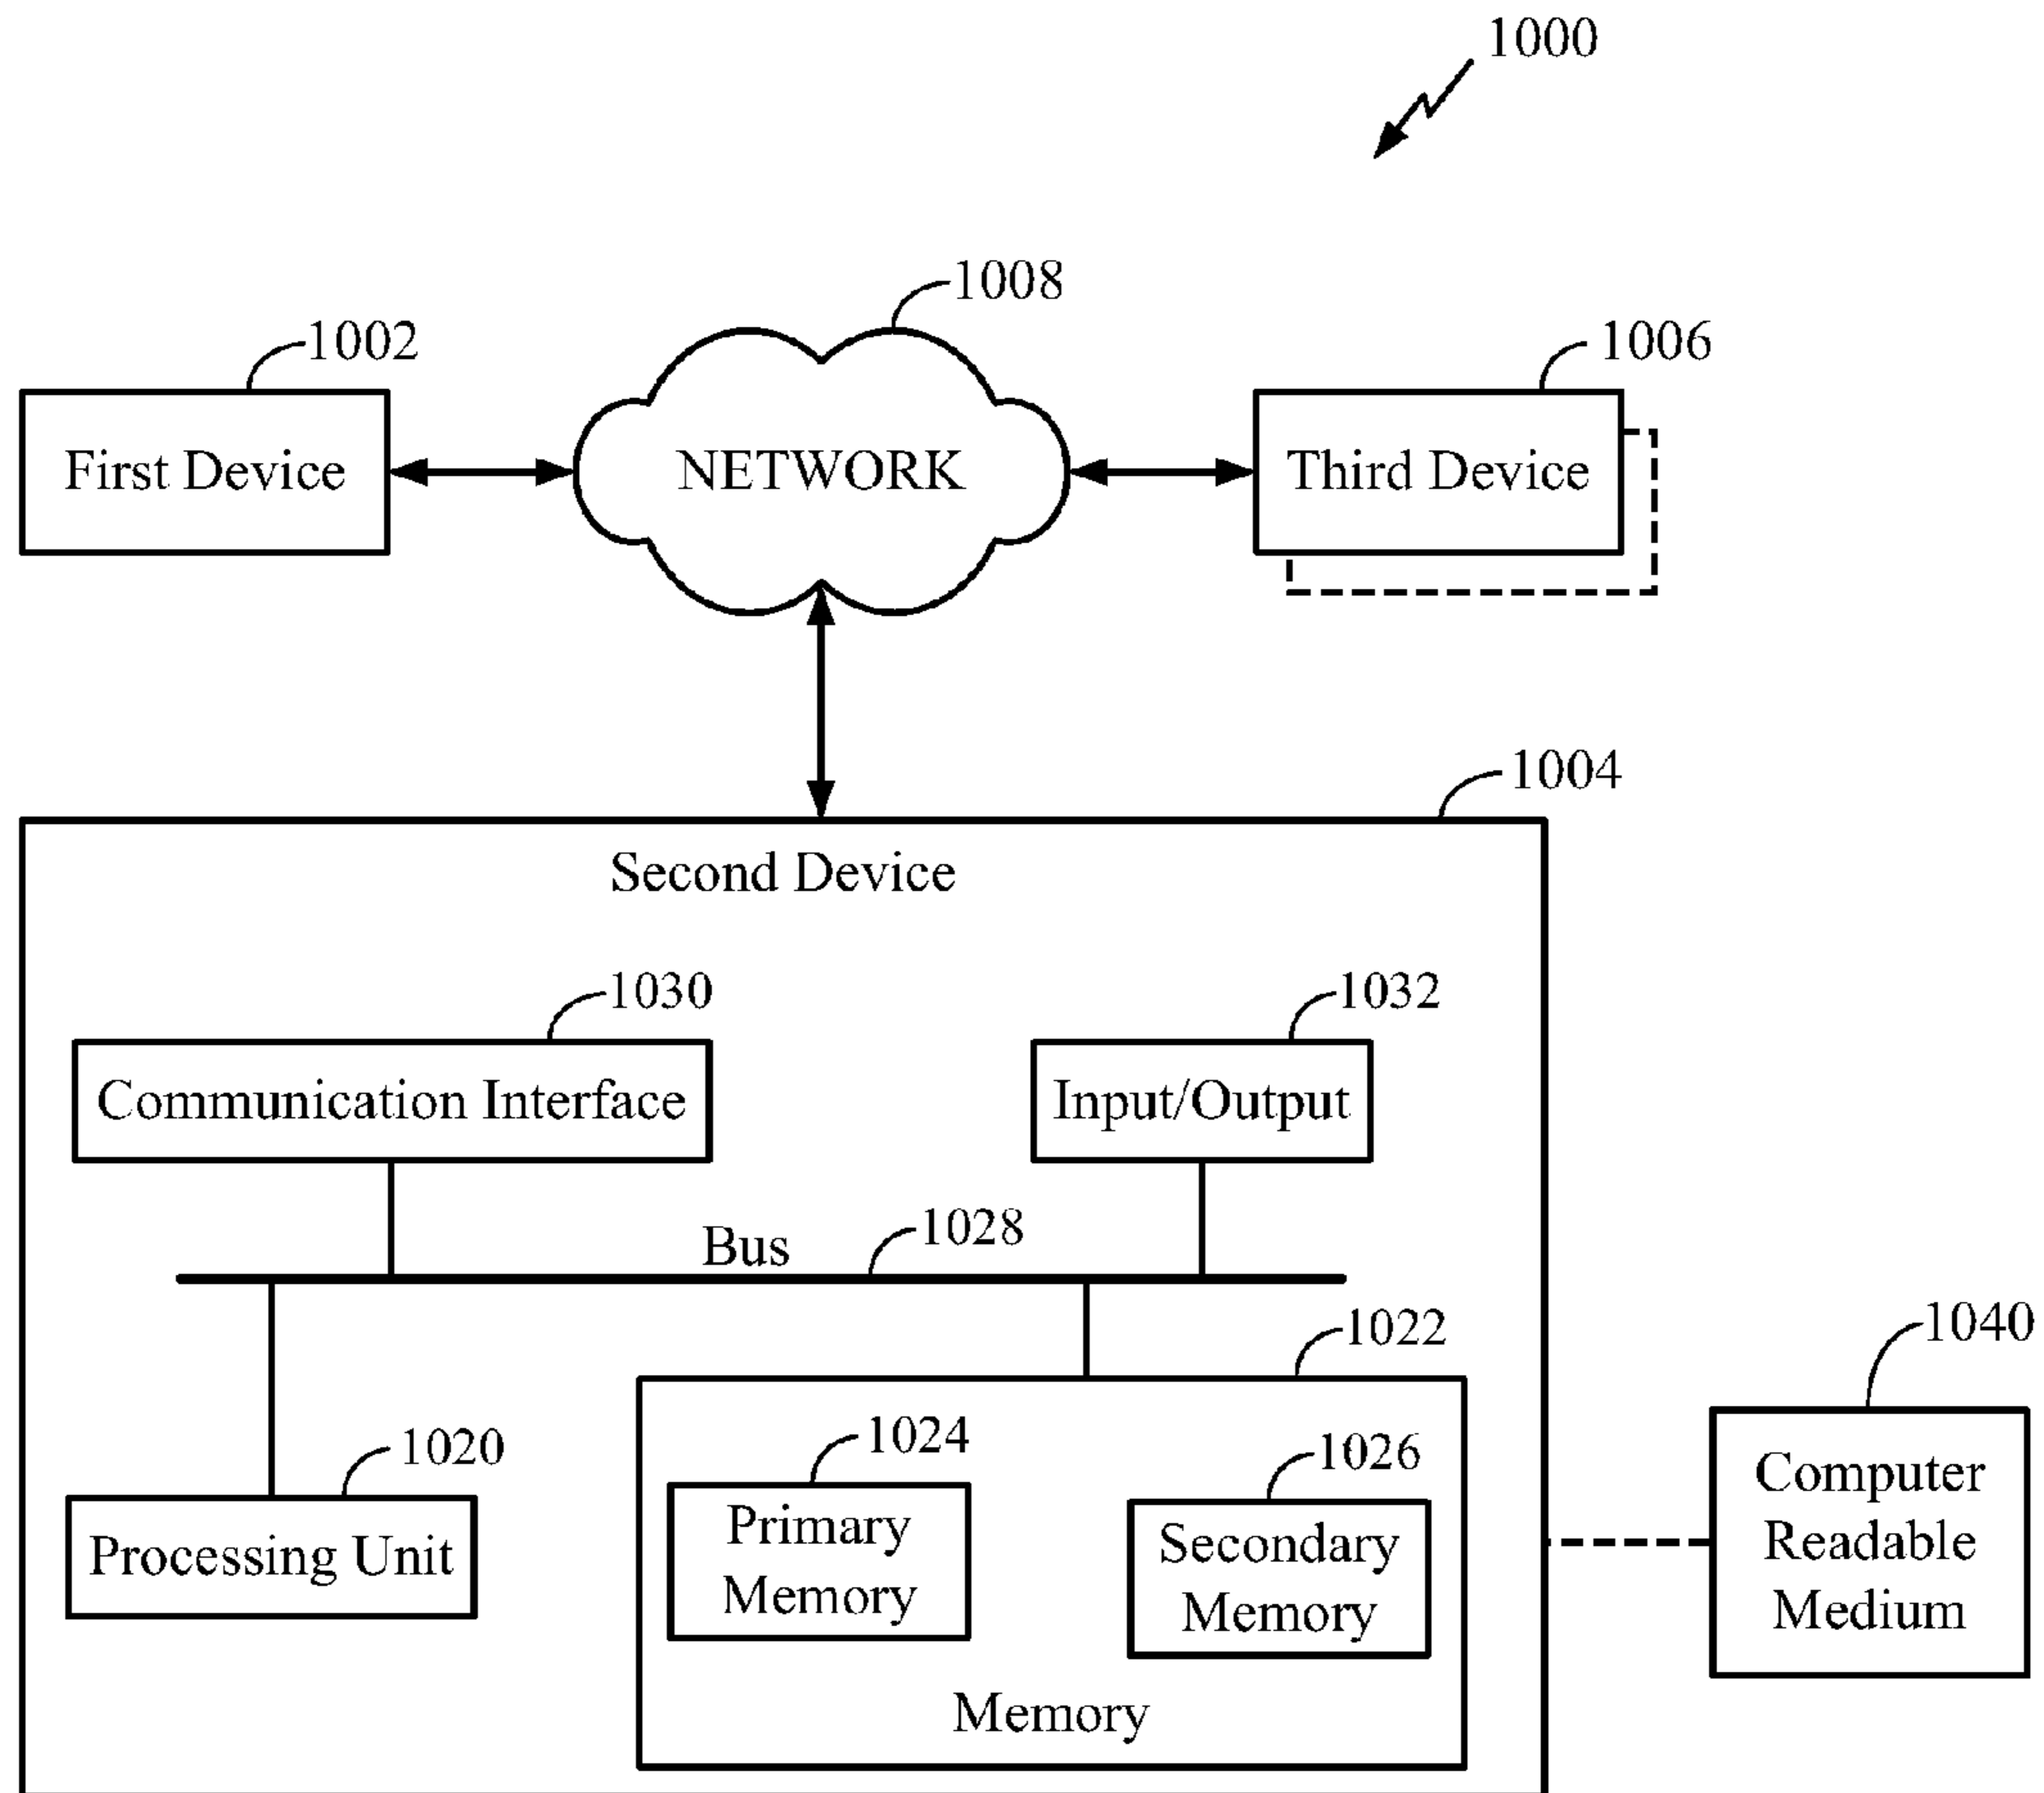 1000
1008
1002
1006
First Device
NETWORK
Third Device
1004
Second Device
1030
1032
Communication Interface
Input/Output
Bus
1028
1022
1040
1020
1024
1026
Processing Unit
Primary
Memory
Secondary
Memory
Memory
Computer
Readable
Medium